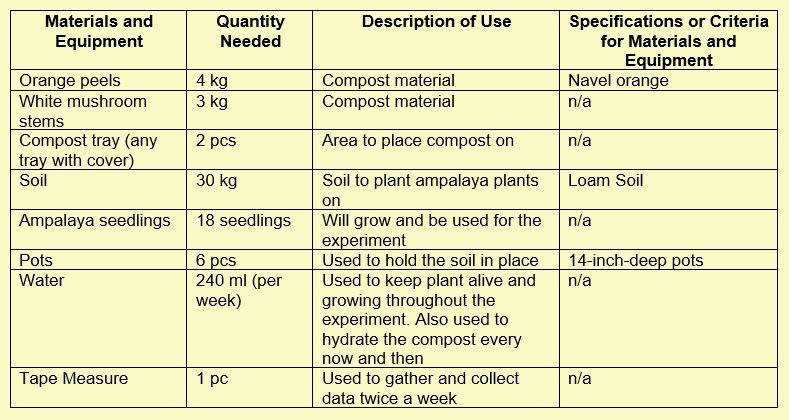 Materials and Equipment
Quantity Needed
Description of Use
Specifications or Criteria for Materials and Equipment
Orange peels
4 kg
Compost material
Navel orange
White mushroom stems
3 kg
Compost material
n/a
Compost tray (any tray with cover)
2 pcs
Area to place compost on
n/a
Soil
30 kg
Soil to plant ampalaya plants on
Loam Soil
Ampalaya seedlings
18 seedlings
Will grow and be used for the experiment
n/a
Pots
6 pcs
Used to hold the soil in place
14-inch-deep pots
Water
240 ml (per week)
Used to keep plant alive and growing throughout the experiment. Also used to hydrate the compost every now and then
n/a
Tape Measure
1 pc
Used to gather and collect data twice a week
n/a